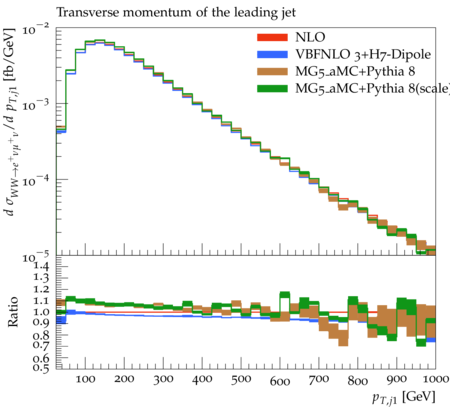 Transverse momentum of the leading jet
d σ_{WW→e⁺ν_e μ⁺ν}/d p_{T,j1} [fb/GeV]
10⁻²
10⁻³
10⁻⁴
10⁻⁵
NLO
VBFNLO 3+H7-Dipole
MG5_aMC+Pythia 8
MG5_aMC+Pythia 8(scale)
Ratio
1.4
1.3
1.2
1.1
1.0
0.9
0.8
0.7
0.6
0.5
100 200 300 400 500 600 700 800 900 1000
p_{T,j1} [GeV]